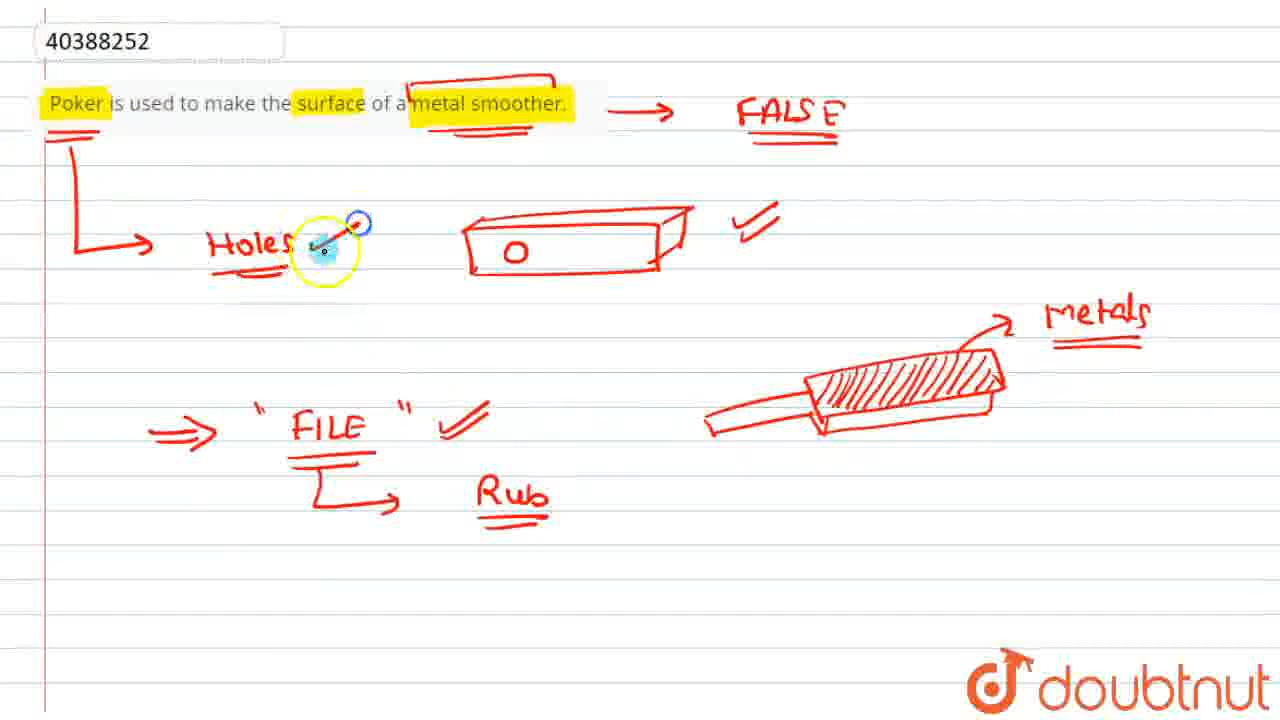 40388252
Poker is used to make the surface of a metal smoother. → FALSE
Holes
Metals
⇒ " FILE "
Rub
doubtnut